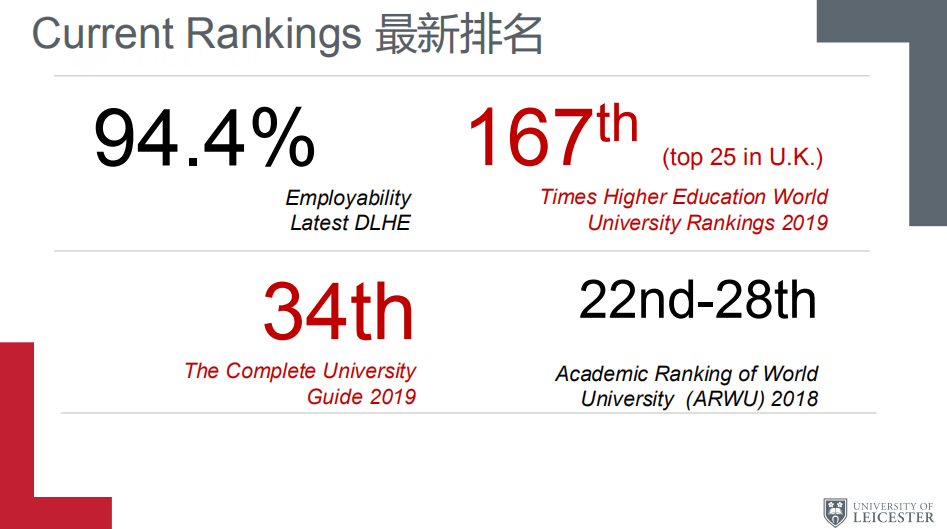 Current Rankings 最新排名
94.4%
Employability
Latest DLHE
167th (top 25 in U.K.)
Times Higher Education World
University Rankings 2019
34th
The Complete University
Guide 2019
22nd-28th
Academic Ranking of World
University (ARWU) 2018
UNIVERSITY OF
LEICESTER